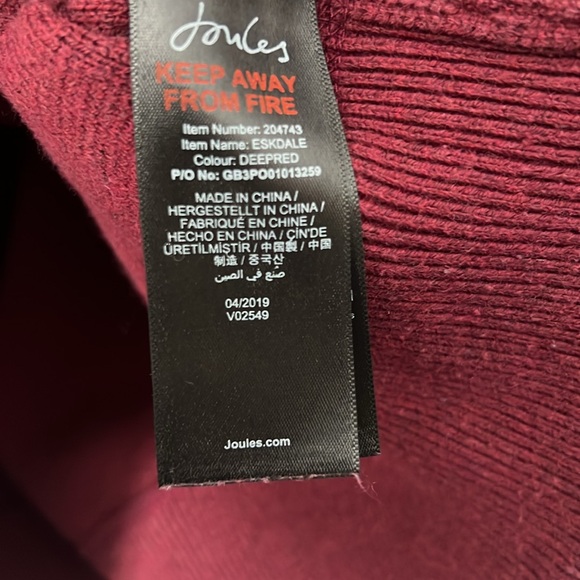 Joules
KEEP AWAY
FROM FIRE
Item Number: 204743
Item Name: ESKDALE
Colour: DEEPRED
P/O No: GB3PO01013259
MADE IN CHINA /
HERGESTELLT IN CHINA /
FABRIQUÉ EN CHINE /
HECHO EN CHINA / ÇİN'DE
ÜRETİLMİŞTİR / 中国製 / 中国
制造 / 중국산
صنع في الصين
04/2019
V02549
Joules.com